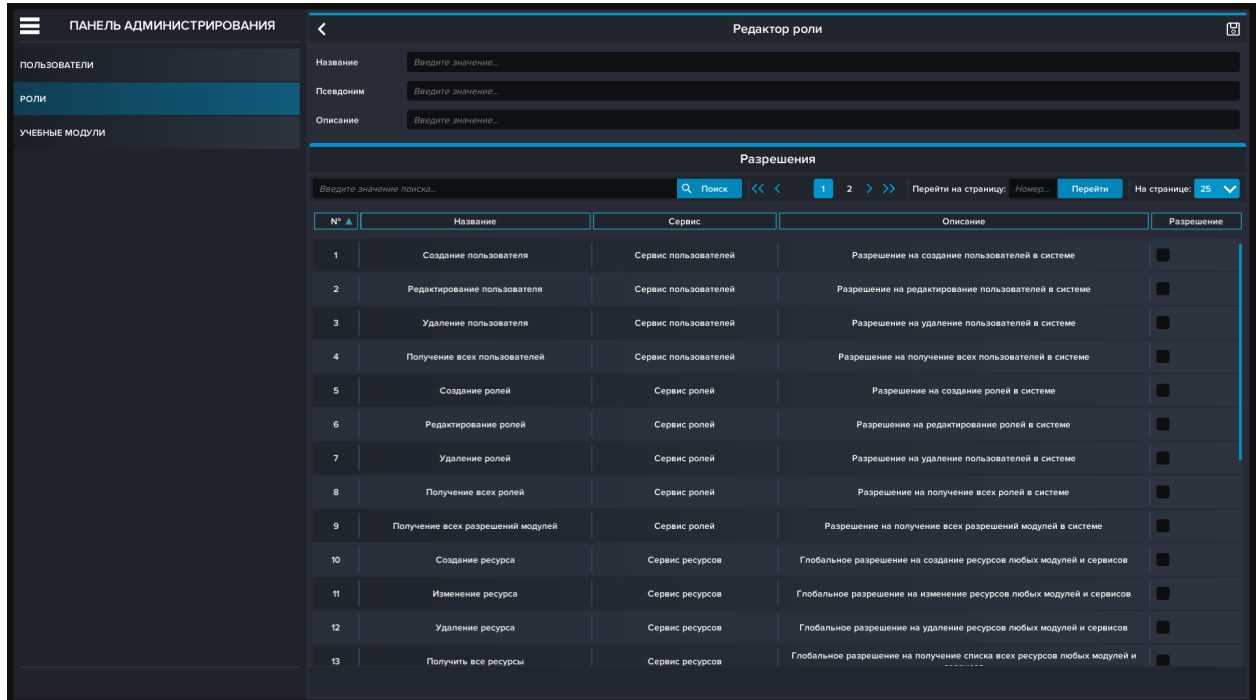 ПАНЕЛЬ АДМИНИСТРИРОВАНИЯ
ПОЛЬЗОВАТЕЛИ
РОЛИ
УЧЕБНЫЕ МОДУЛИ
Редактор роли
Название Введите значение...
Псевдоним Введите значение...
Описание Введите значение...
Разрешения
Введите значение поиска... Поиск 1 2 Перейти на страницу: Номер... Перейти На странице: 25
№ Название Сервис Описание Разрешение
1 Создание пользователя Сервис пользователей Разрешение на создание пользователей в системе
2 Редактирование пользователя Сервис пользователей Разрешение на редактирование пользователей в системе
3 Удаление пользователя Сервис пользователей Разрешение на удаление пользователей в системе
4 Получение всех пользователей Сервис пользователей Разрешение на получение всех пользователей в системе
5 Создание ролей Сервис ролей Разрешение на создание ролей в системе
6 Редактирование ролей Сервис ролей Разрешение на редактирование ролей в системе
7 Удаление ролей Сервис ролей Разрешение на удаление пользователей в системе
8 Получение всех ролей Сервис ролей Разрешение на получение всех ролей в системе
9 Получение всех разрешений модулей Сервис ролей Разрешение на получение всех разрешений модулей в системе
10 Создание ресурса Сервис ресурсов Глобальное разрешение на создание ресурсов любых модулей и сервисов
11 Изменение ресурса Сервис ресурсов Глобальное разрешение на изменение ресурсов любых модулей и сервисов
12 Удаление ресурса Сервис ресурсов Глобальное разрешение на удаление ресурсов любых модулей и сервисов
13 Получить все ресурсы Сервис ресурсов Глобальное разрешение на получение списка всех ресурсов любых модулей и